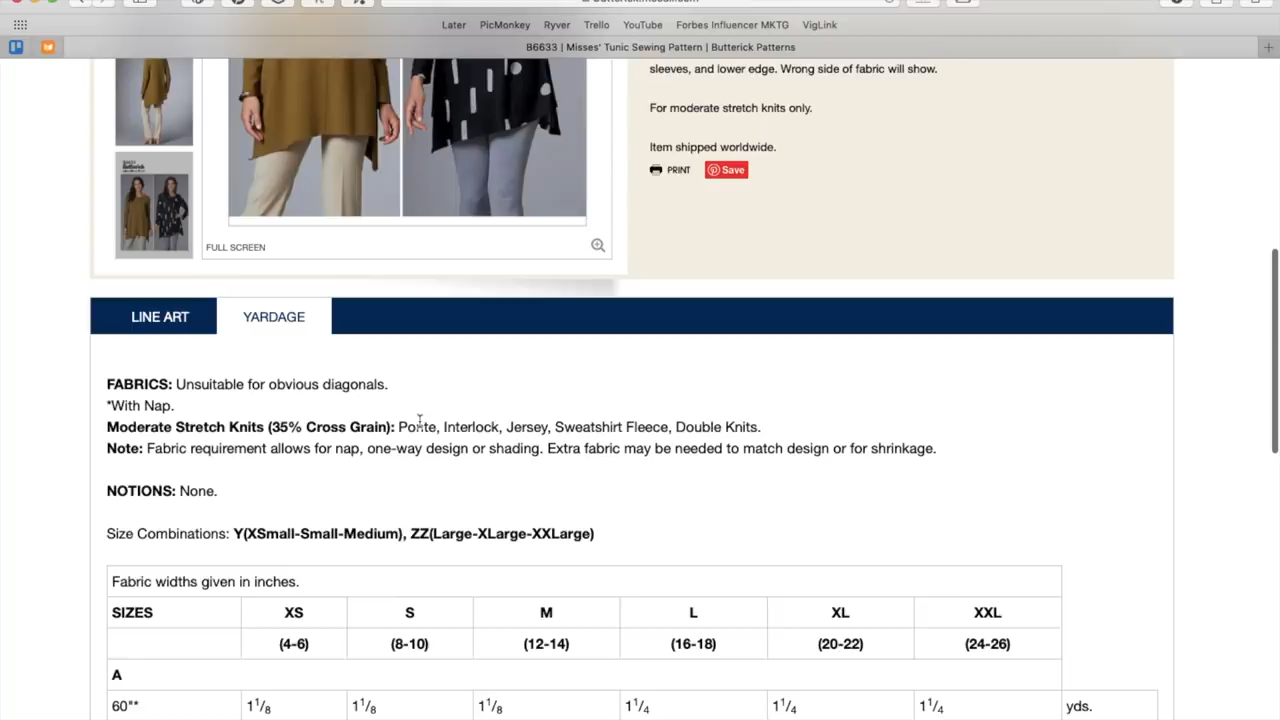 Later PicMonkey Ryver Trello YouTube Forbes Influencer MKTG VigLink
B6633 | Misses' Tunic Sewing Pattern | Butterick Patterns
sleeves, and lower edge. Wrong side of fabric will show.
For moderate stretch knits only.
Item shipped worldwide.
PRINT Save
FULL SCREEN
LINE ART YARDAGE
FABRICS: Unsuitable for obvious diagonals.
*With Nap.
Moderate Stretch Knits (35% Cross Grain): Ponte, Interlock, Jersey, Sweatshirt Fleece, Double Knits.
Note: Fabric requirement allows for nap, one-way design or shading. Extra fabric may be needed to match design or for shrinkage.
NOTIONS: None.
Size Combinations: Y(XSmall-Small-Medium), ZZ(Large-XLarge-XXLarge)
Fabric widths given in inches.
SIZES XS S M L XL XXL
(4-6) (8-10) (12-14) (16-18) (20-22) (24-26)
A
60"* 1 1/8 1 1/8 1 1/8 1 1/4 1 1/4 1 1/4 yds.